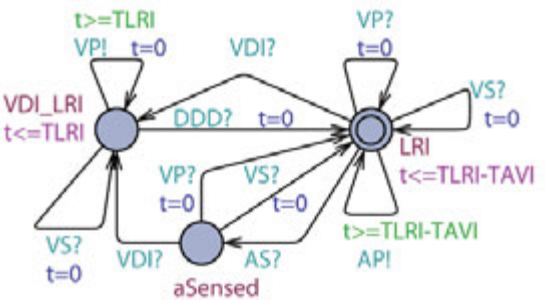 t>=TLRI
VP! t=0
VDI?
VP?
t=0
VDI_LRI
t<=TLRI
DDD? t=0
VS?
t=0
LRI
t<=TLRI-TAVI
VP?
t=0
VS?
t=0
t>=TLRI-TAVI
AP!
VS?
t=0
VDI?
AS?
aSensed